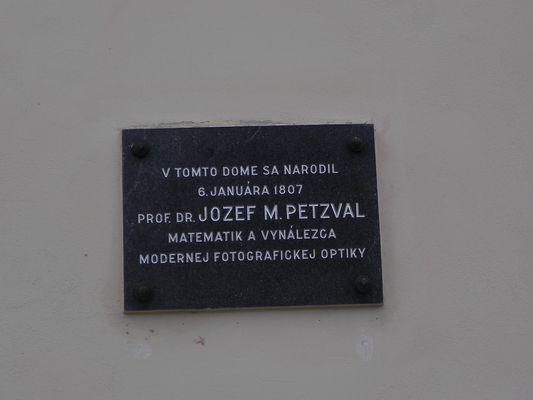 V TOMTO DOME SA NARODIL
6. JANUÁRA 1807
PROF. DR. JOZEF M. PETZVAL
MATEMATIK A VYNÁLEZCA
MODERNEJ FOTOGRAFICKEJ OPTIKY